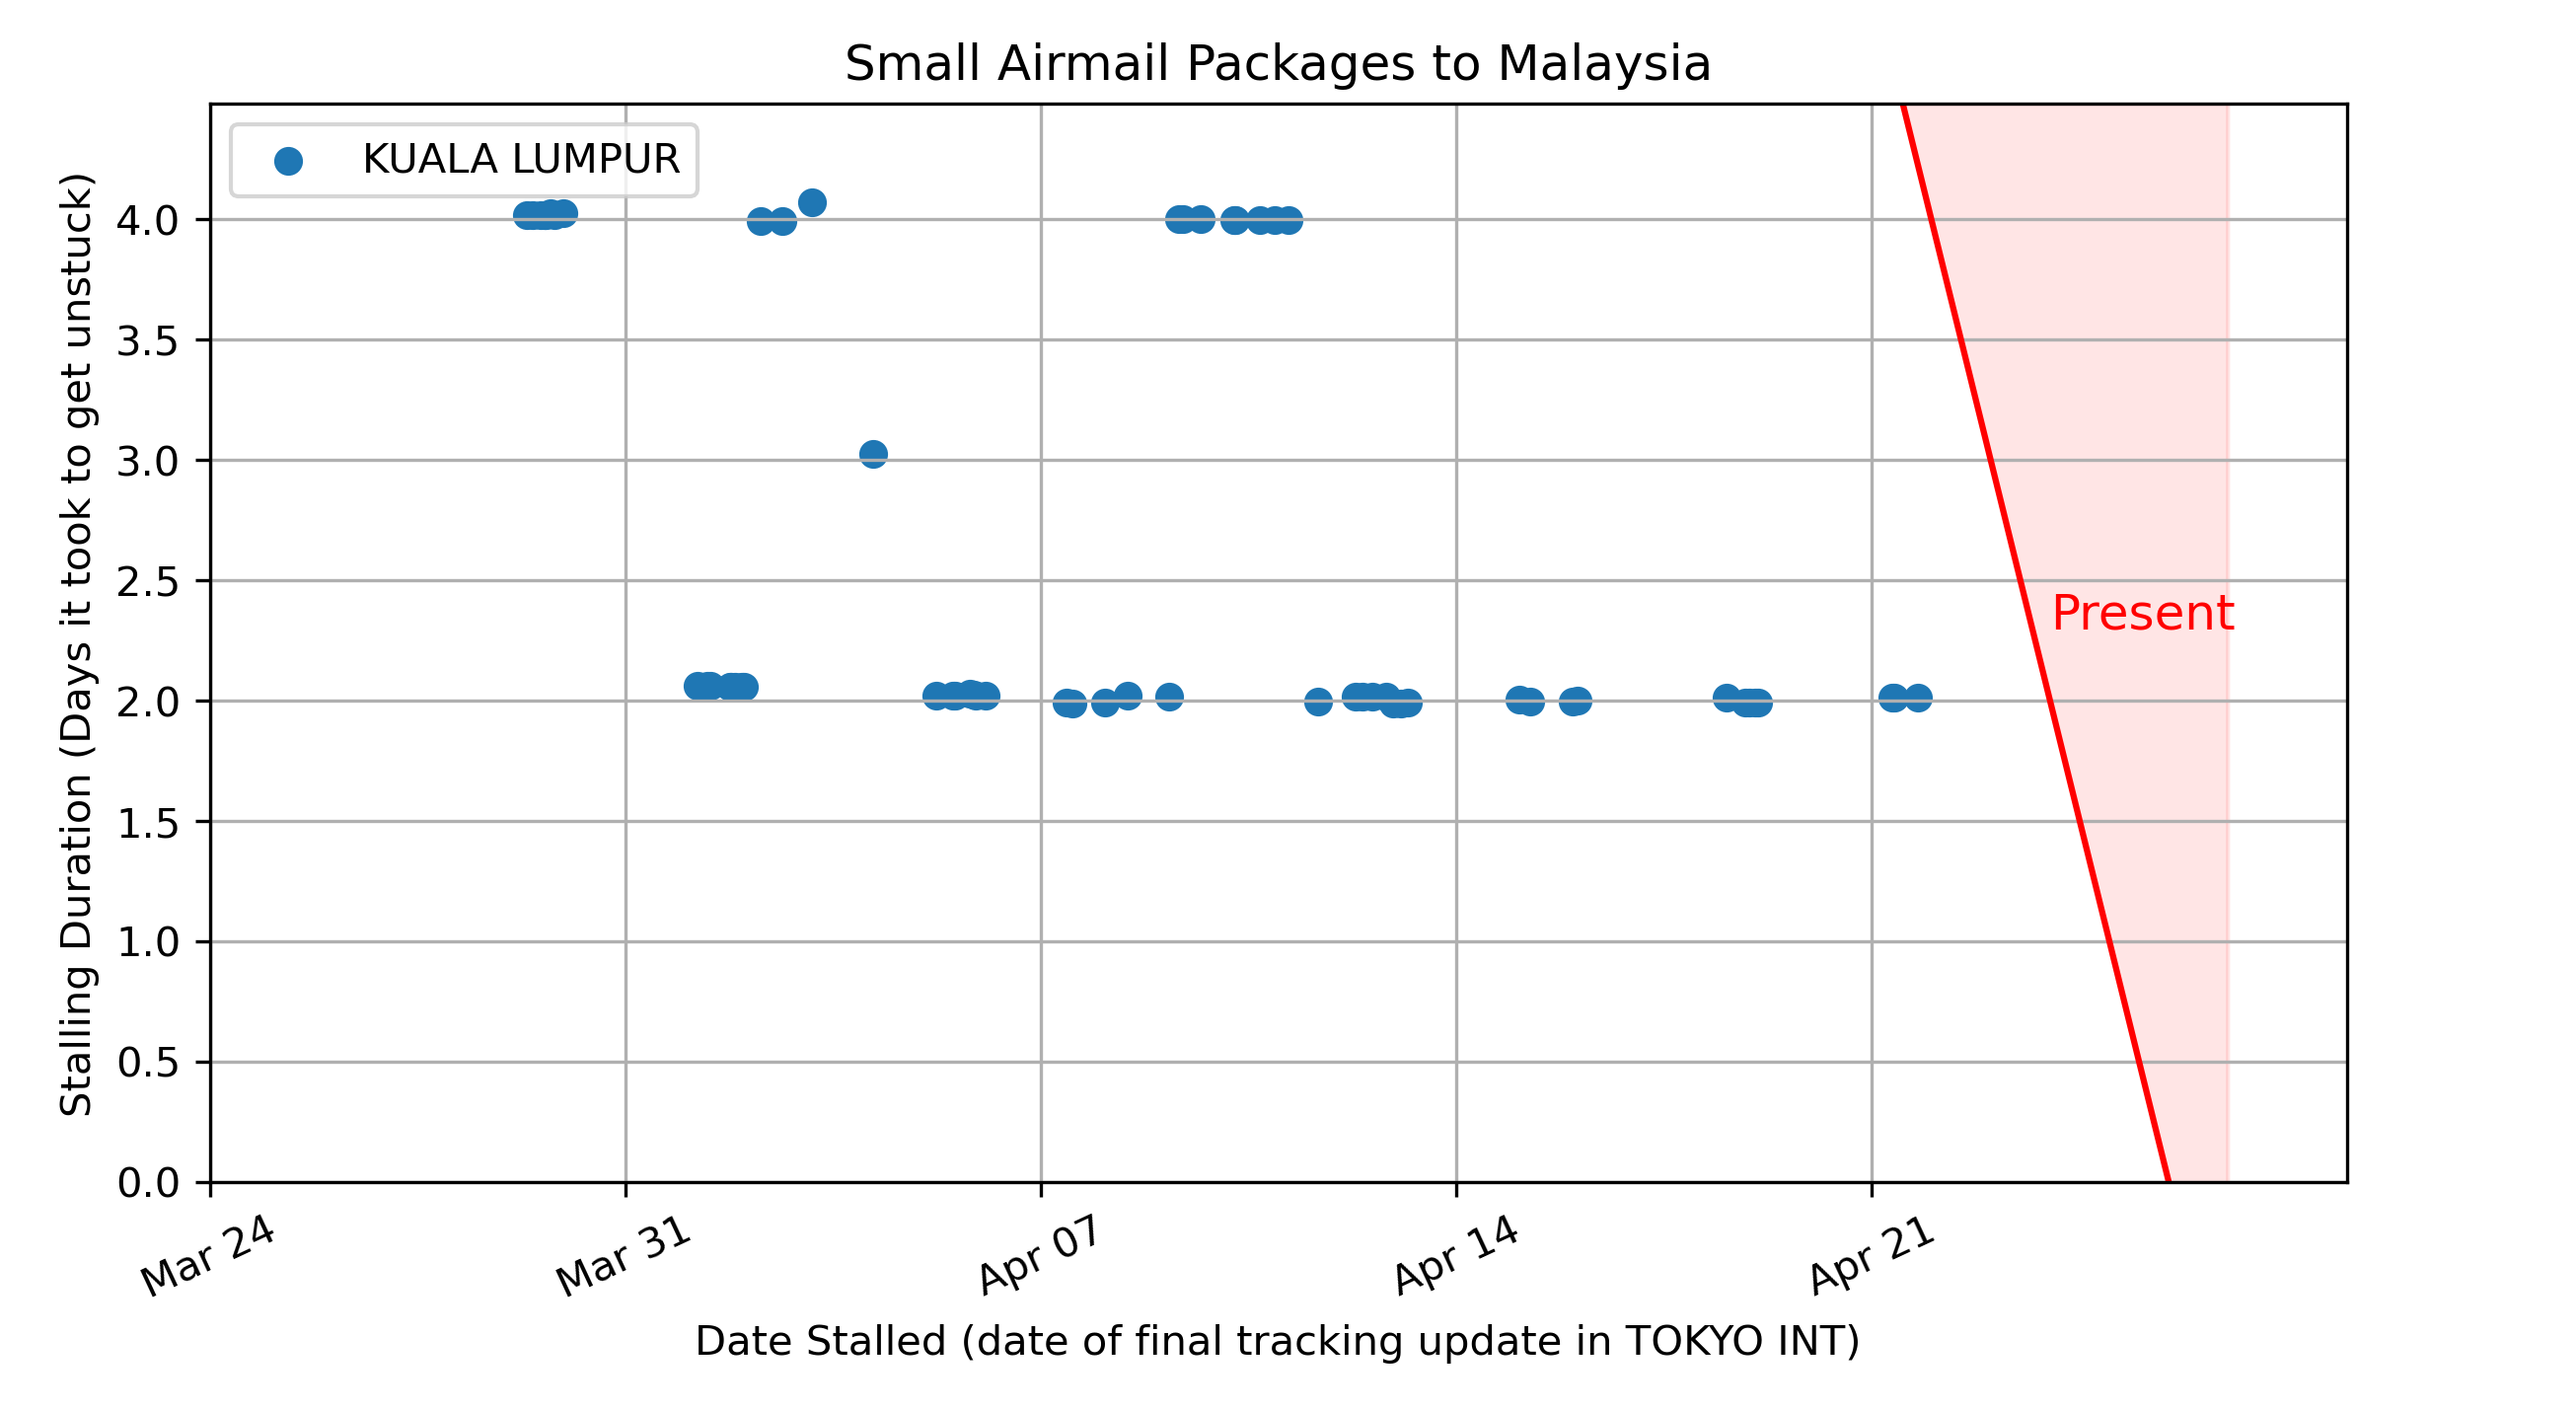 Small Airmail Packages to Malaysia
KUALA LUMPUR
Stalling Duration (Days it took to get unstuck)
4.0
3.5
3.0
2.5
2.0
1.5
1.0
0.5
0.0
Present
Mar 24
Mar 31
Apr 07
Apr 14
Apr 21
Date Stalled (date of final tracking update in TOKYO INT)